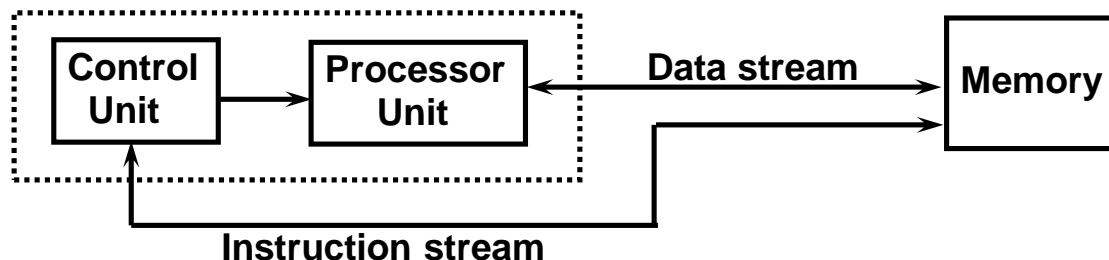 Control
Unit
Processor
Unit
Data stream
Memory
Instruction stream